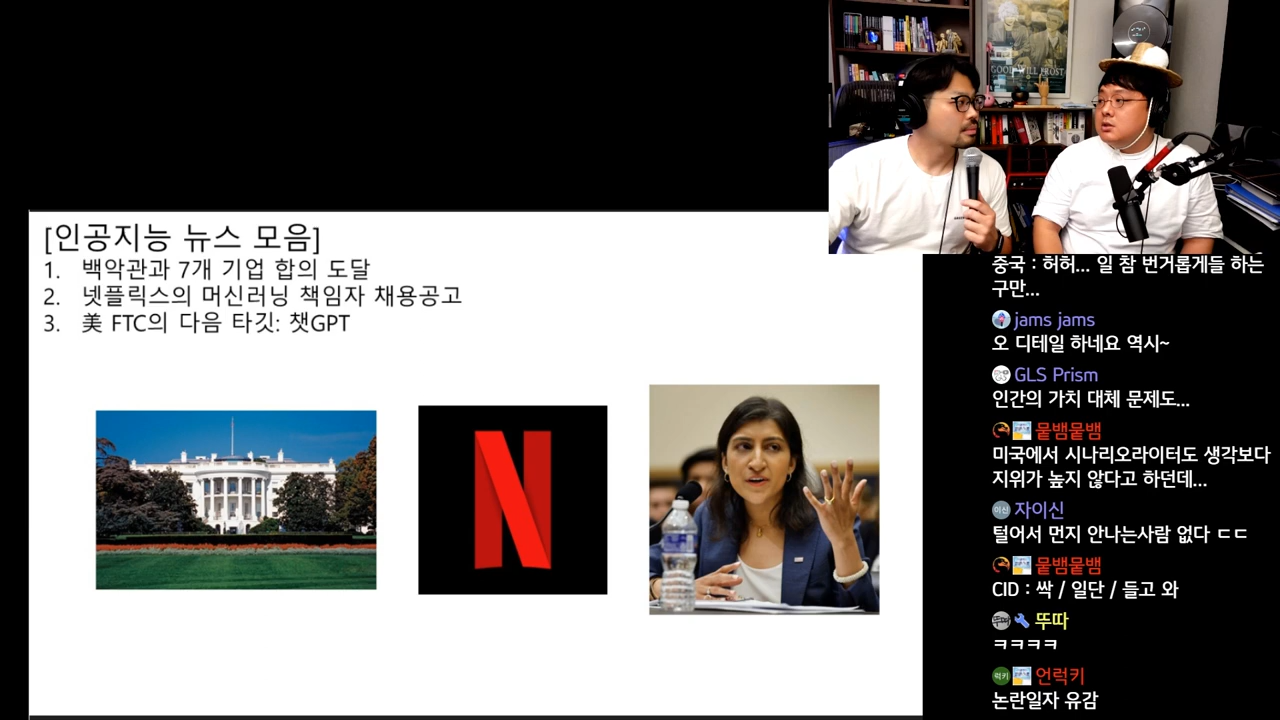 GOOD WILL FROST
[인공지능 뉴스 모음]
1. 백악관과 7개 기업 합의 도달
2. 넷플릭스의 머신러닝 책임자 채용공고
3. 美 FTC의 다음 타깃: 챗GPT
중국 : 허허... 일 참 번거롭게들 하는
구만...
jams jams
오 디테일 하네요 역시~
GLS Prism
인간의 가치 대체 문제도...
뭍뱀뭍뱀
미국에서 시나리오라이터도 생각보다
지위가 높지 않다고 하던데...
이신 자이신
털어서 먼지 안나는사람 없다 ㄷㄷ
뭍뱀뭍뱀
CID : 싹 / 일단 / 들고 와
뚜따
ㅋㅋㅋㅋ
럭키 언럭키
논란일자 유감